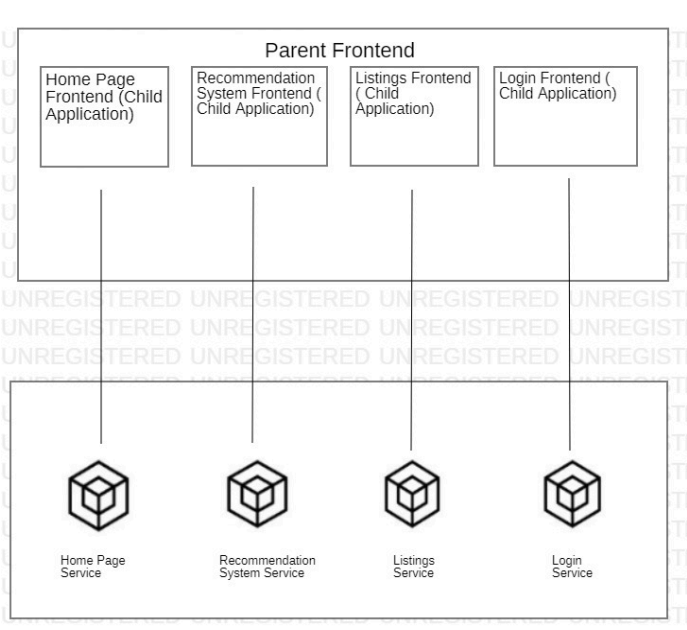 Parent Frontend
Home Page
Frontend (Child
Application)
Recommendation
System Frontend (
Child Application)
Listings Frontend
( Child
Application)
Login Frontend (
Child Application)
UNREGISTERED UNREGISTERED UNREGISTERED UNREGIST
UNREGISTERED UNREGISTERED UNREGISTERED UNREGIST
UNREGISTERED UNREGISTERED UNREGISTERED UNREGIST
Home Page
Service
Recommendation
System Service
Listings
Service
Login
Service